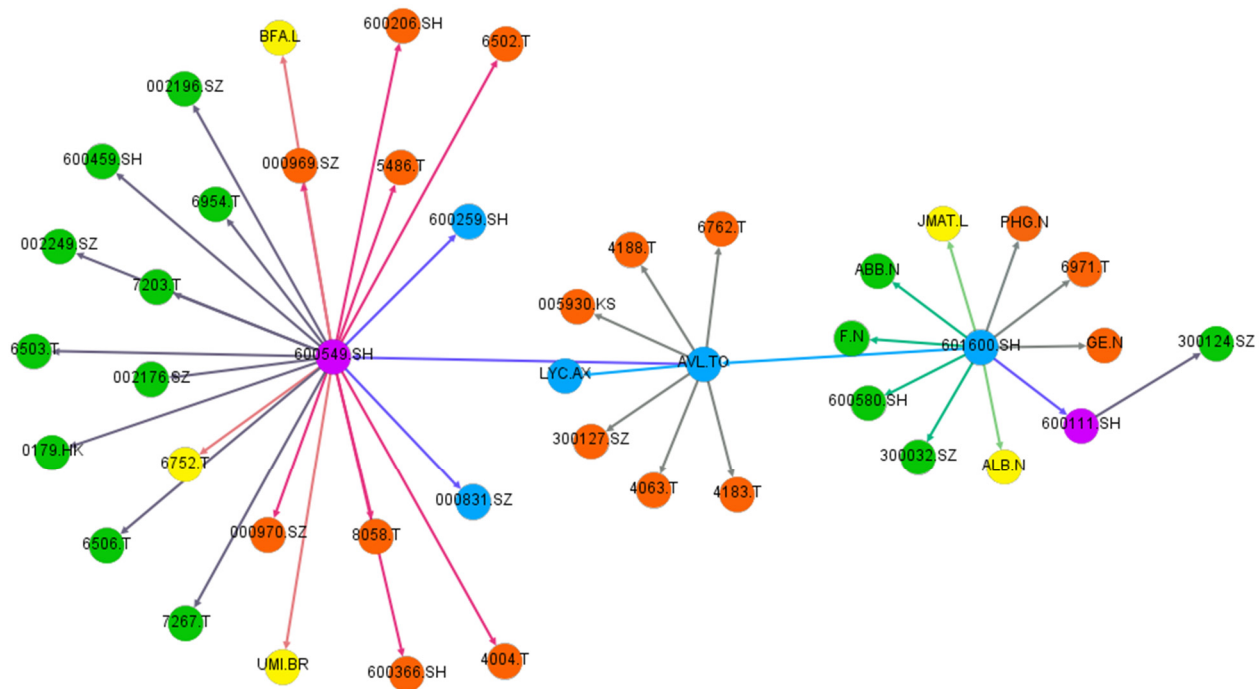 600206.SH
BFA.L
6502.T
002196.SZ
600459.SH
000969.SZ
5486.T
6954.T
600259.SH
JMAT.L
PHG.N
6762.T
002249.SZ
4188.T
ABB.N
6971.T
7203.T
005930.KS
F.N
300124.SZ
6503.T
600549.SH
AVL.TO
601600.SH
GE.N
LYC.AX
002176.SZ
600580.SH
600111.SH
0179.HK
300127.SZ
300032.SZ
6752.T
ALB.N
4063.T
4183.T
000831.SZ
000970.SZ
8058.T
6506.T
7267.T
UMI.BR
4004.T
600366.SH